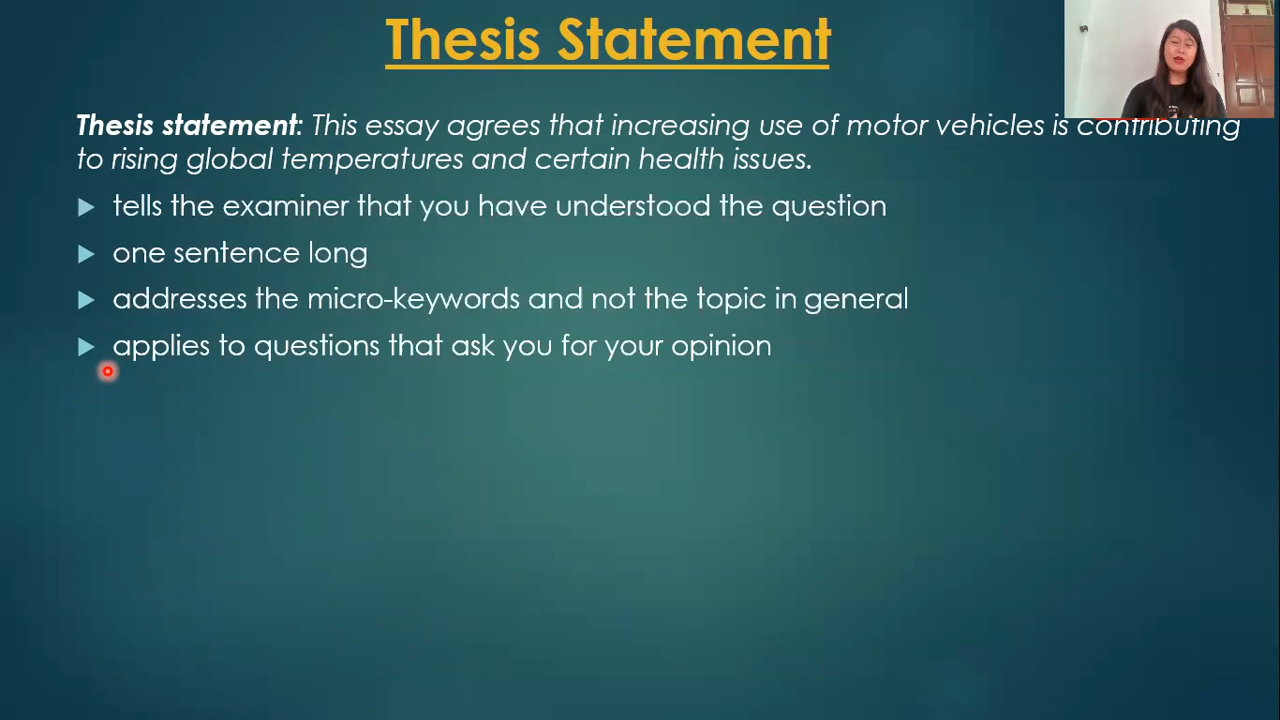 Thesis Statement
Thesis statement: This essay agrees that increasing use of motor vehicles is contributing
to rising global temperatures and certain health issues.
tells the examiner that you have understood the question
one sentence long
addresses the micro-keywords and not the topic in general
applies to questions that ask you for your opinion